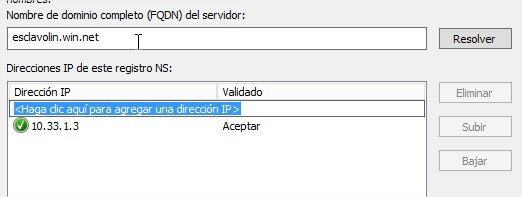 Nombre de dominio completo (FQDN) del servidor:
esclavolin.win.net
Resolver
Direcciones IP de este registro NS:
Dirección IP Validado
Eliminar
<Haga clic aquí para agregar una dirección IP>
10.33.1.3 Aceptar
Subir
Bajar